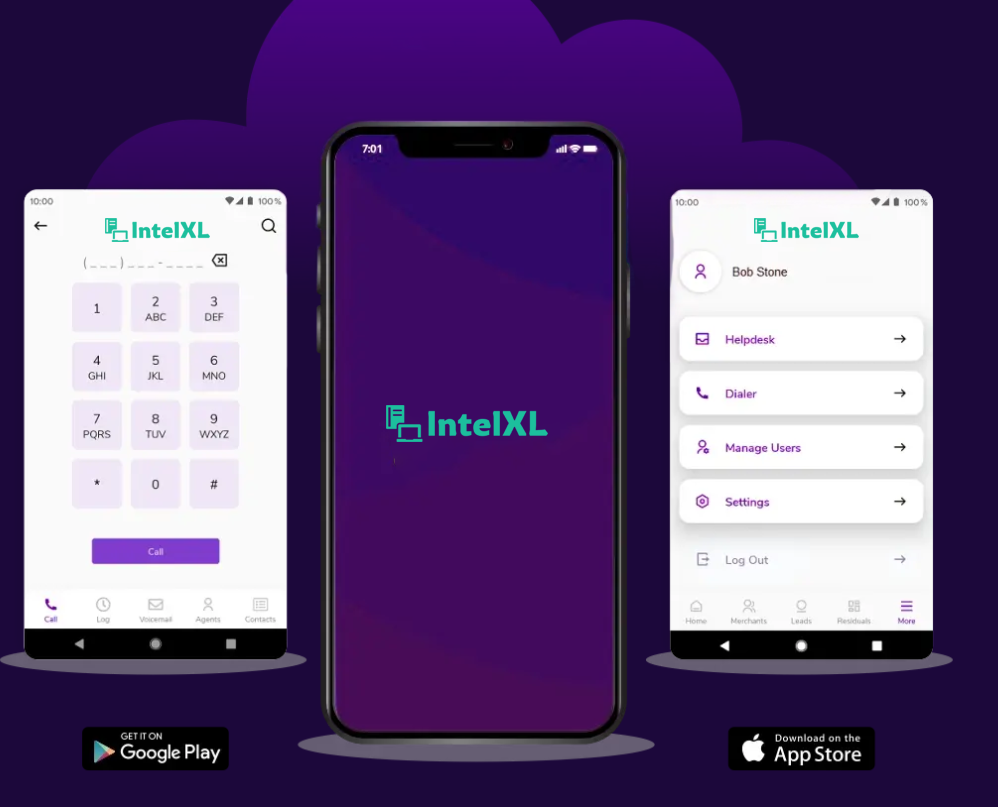 10:00
100%
IntelXL
(___)___-____
1
2
ABC
3
DEF
4
GHI
5
JKL
6
MNO
7
PQRS
8
TUV
9
WXYZ
*
0
#
Call
Call
Log
Voicemail
Agents
Contacts
GET IT ON
Google Play
7:01
IntelXL
10:00
100%
IntelXL
Bob Stone
Helpdesk
Dialer
Manage Users
Settings
Log Out
Home
Merchants
Leads
Residuals
More
Download on the
App Store